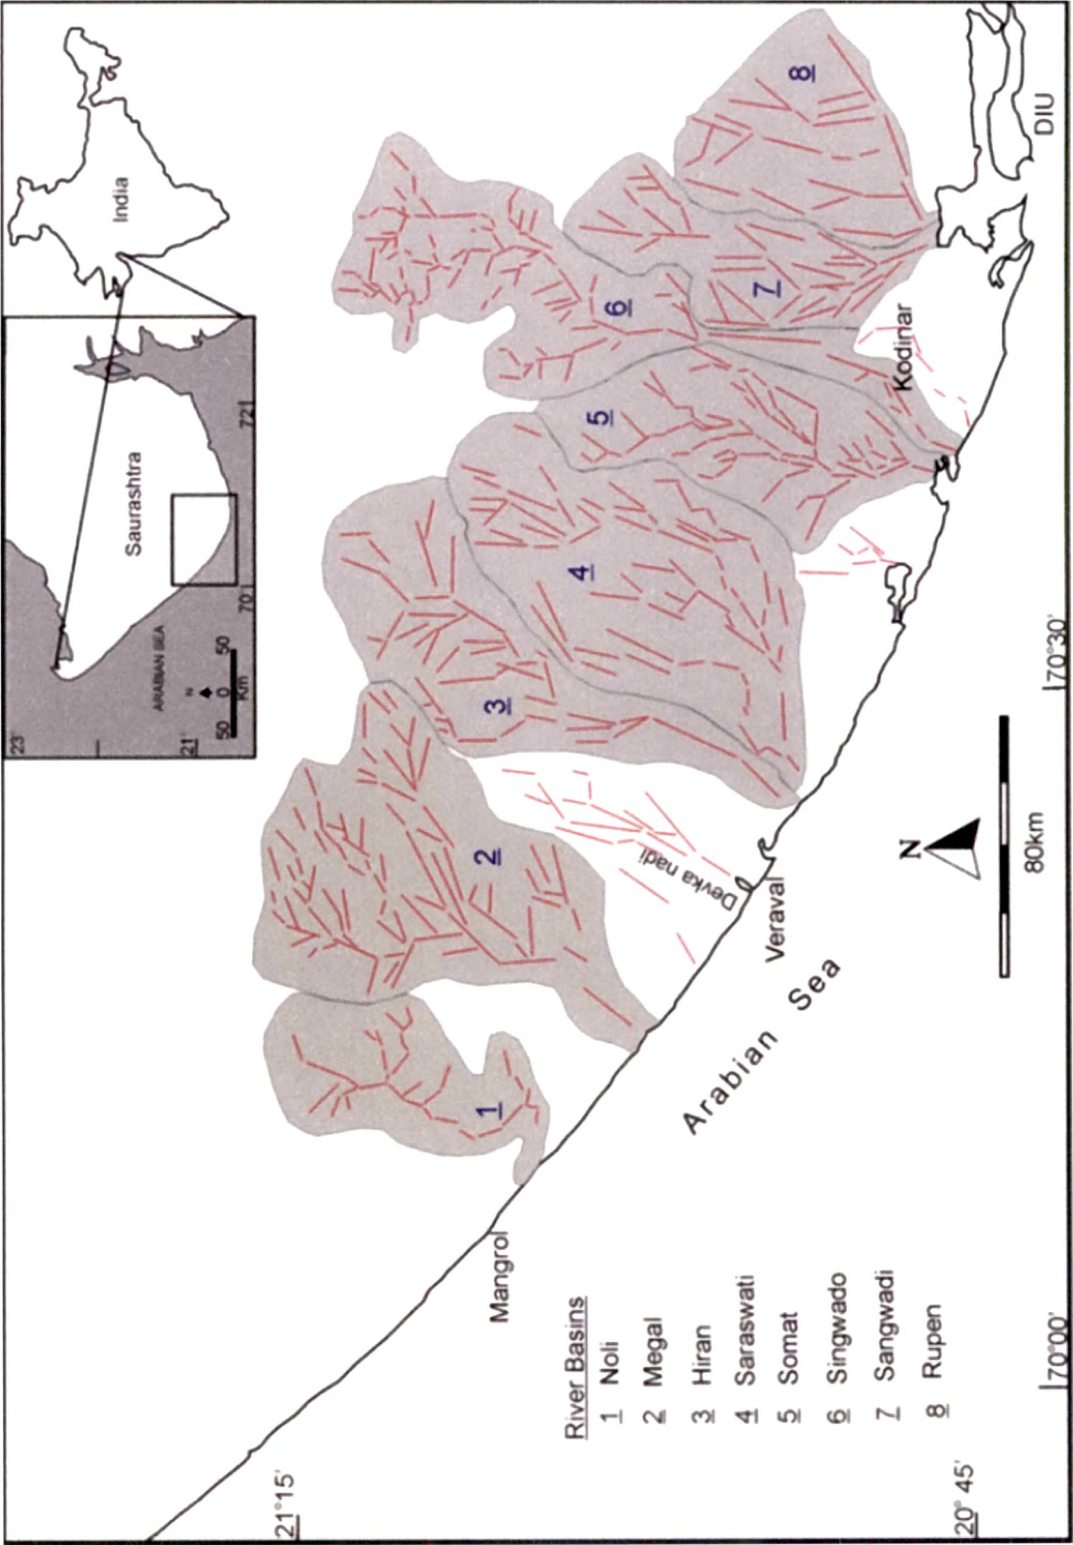 India
Saurashtra
23°
21°
70°
721
ARABIAN SEA
N
50 0 50
Km
8
7
6
5
4
3
2
1
DIU
Kodinar
Devka nadi
Veraval
Mangrol
Arabian Sea
N
80km
River Basins
1 Noli
2 Megal
3 Hiran
4 Saraswati
5 Somat
6 Singwado
7 Sangwadi
8 Rupen
21°15'
20° 45'
70°00'
70°30'